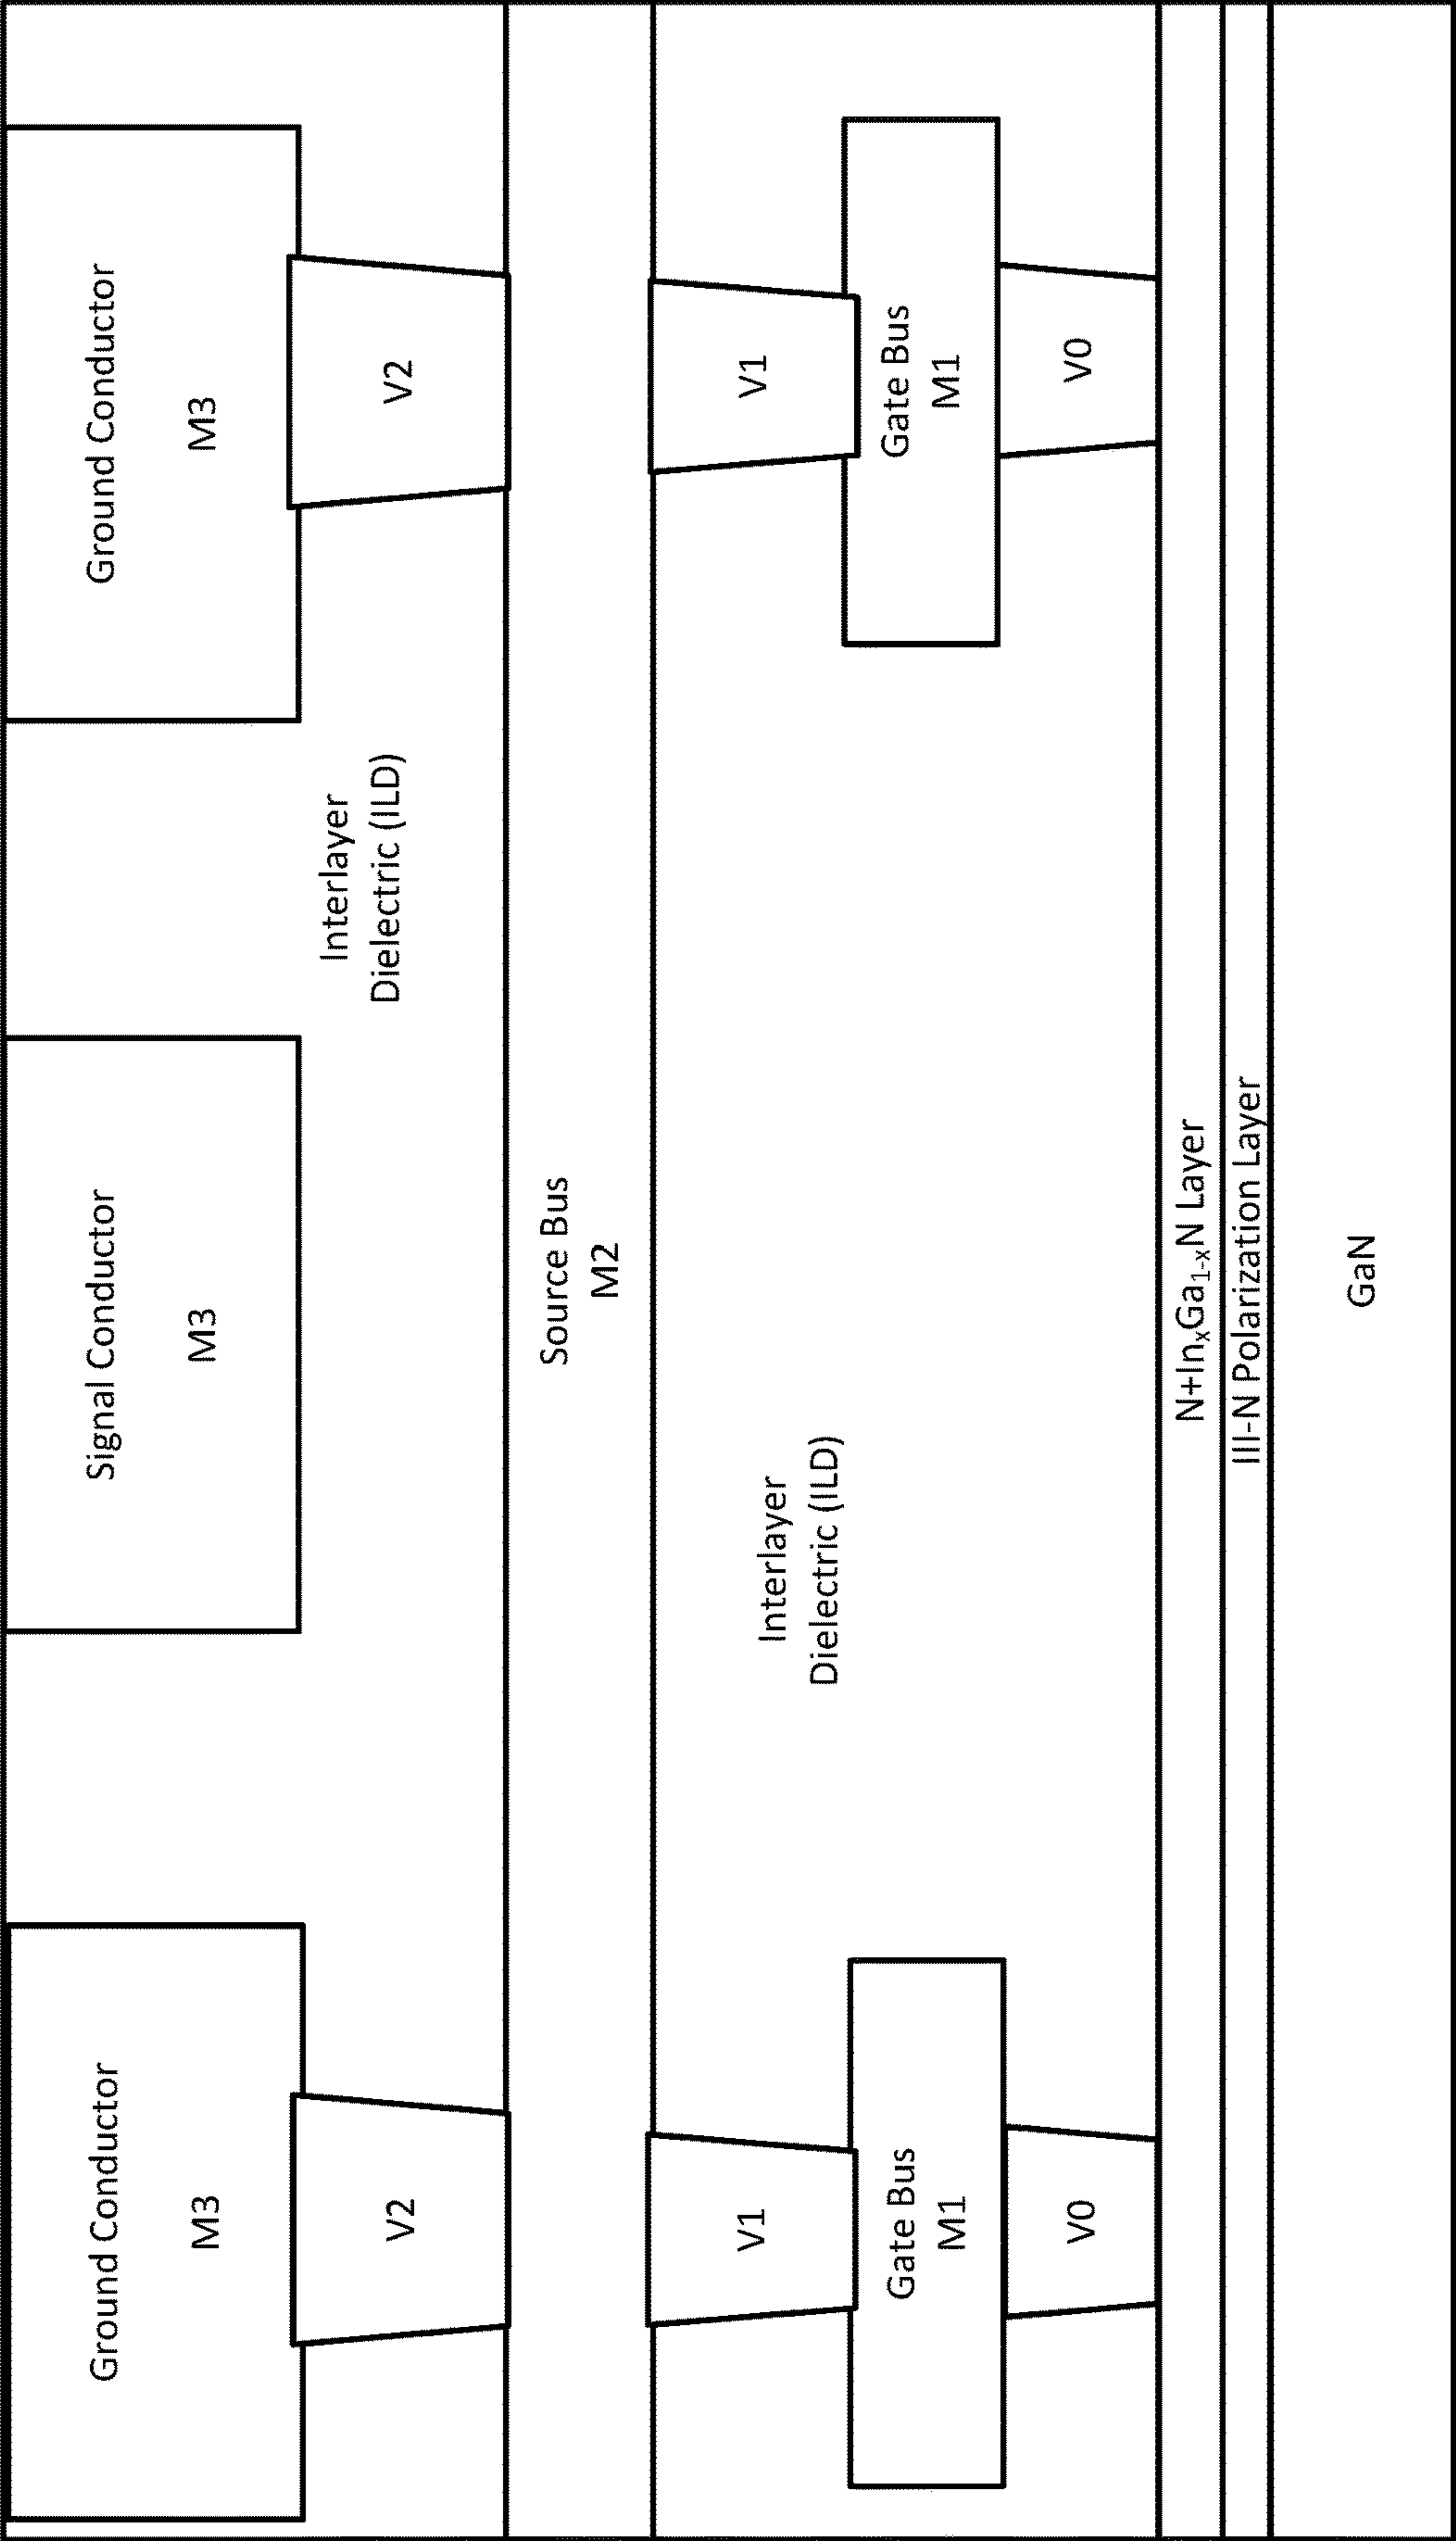 Ground Conductor
M3
Signal Conductor
M3
Ground Conductor
M3
V2
Interlayer
Dielectric (ILD)
V2
Source Bus
M2
V1
Interlayer
Dielectric (ILD)
V1
Gate Bus
M1
Gate Bus
M1
V0
V0
N+InₓGa₁₋ₓN Layer
III-N Polarization Layer
GaN